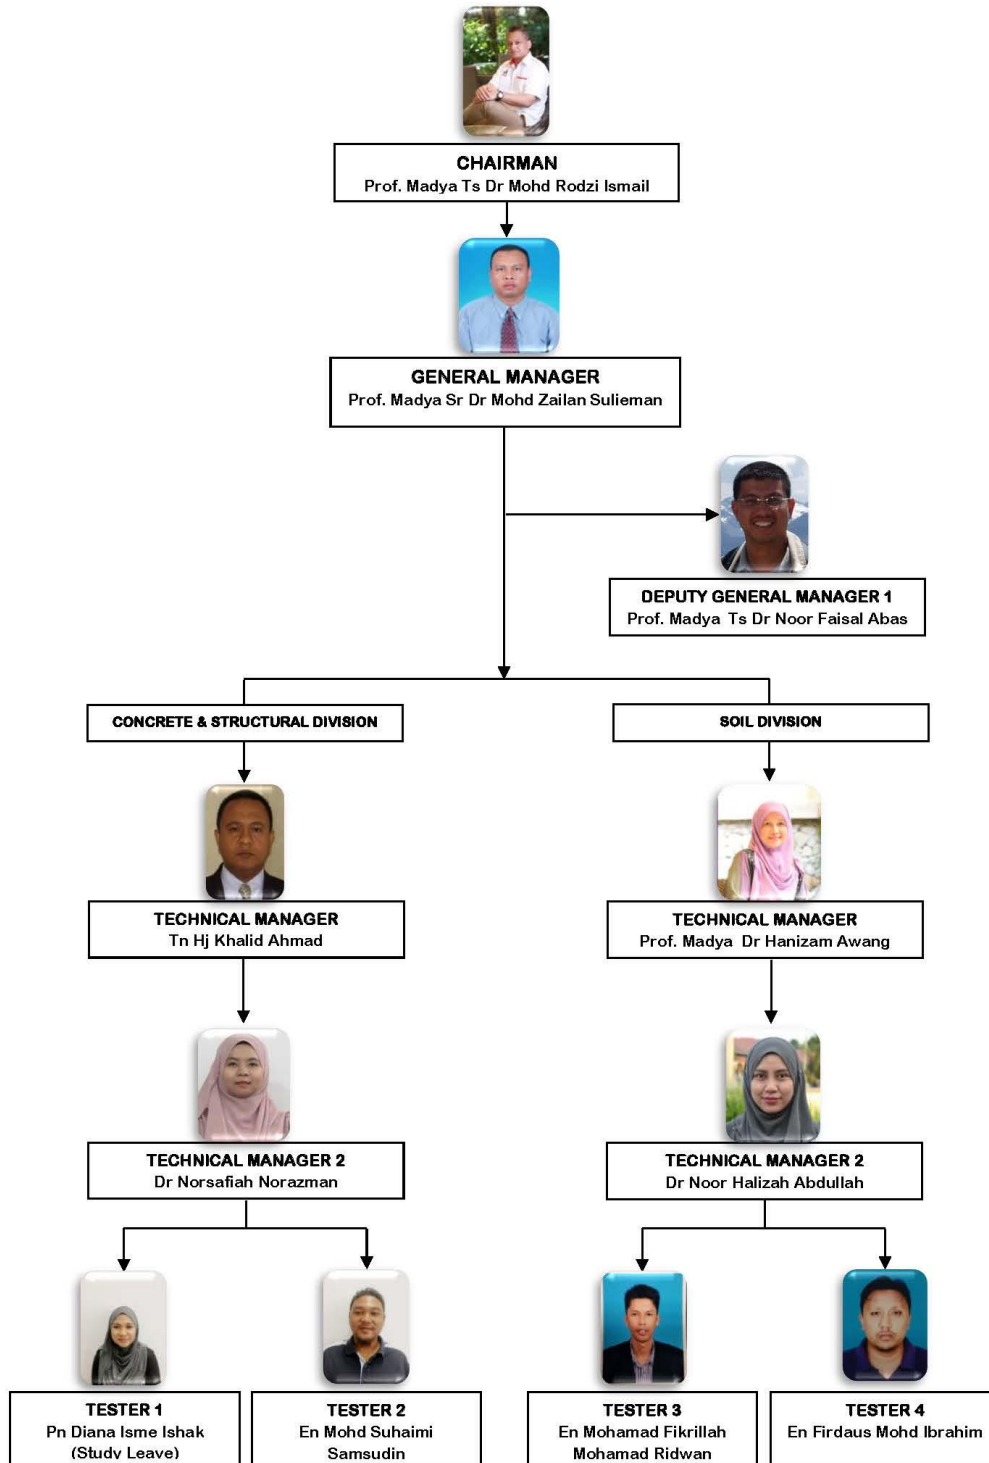 CHAIRMAN
Prof. Madya Ts Dr Mohd Rodzi Ismail
GENERAL MANAGER
Prof. Madya Sr Dr Mohd Zailan Sulieman
DEPUTY GENERAL MANAGER 1
Prof. Madya Ts Dr Noor Faisal Abas
CONCRETE & STRUCTURAL DIVISION
SOIL DIVISION
TECHNICAL MANAGER
Tn Hj Khalid Ahmad
TECHNICAL MANAGER
Prof. Madya Dr Hanizam Awang
TECHNICAL MANAGER 2
Dr Norsafiah Norazman
TECHNICAL MANAGER 2
Dr Noor Halizah Abdullah
TESTER 1
Pn Diana Isme Ishak
(Study Leave)
TESTER 2
En Mohd Suhaimi
Samsudin
TESTER 3
En Mohamad Fikrillah
Mohamad Ridwan
TESTER 4
En Firdaus Mohd Ibrahim